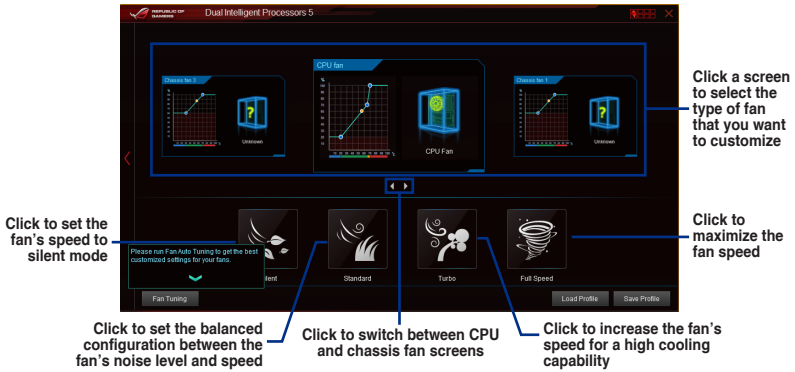 REPUBLIC OF
GAMERS
Dual Intelligent Processors 5
Chassis fan 3
Unknown
CPU fan
CPU Fan
Chassis fan 1
Unknown
Click a screen
to select the
type of fan
that you want
to customize
Click to set the
fan's speed to
silent mode
Please run Fan Auto Tuning to get the best
customized settings for your fans.
Standard
Turbo
Full Speed
Click to
maximize the
fan speed
Fan Tuning
Load Profile
Save Profile
Click to set the balanced
configuration between the
fan's noise level and speed
Click to switch between CPU
and chassis fan screens
Click to increase the fan's
speed for a high cooling
capability